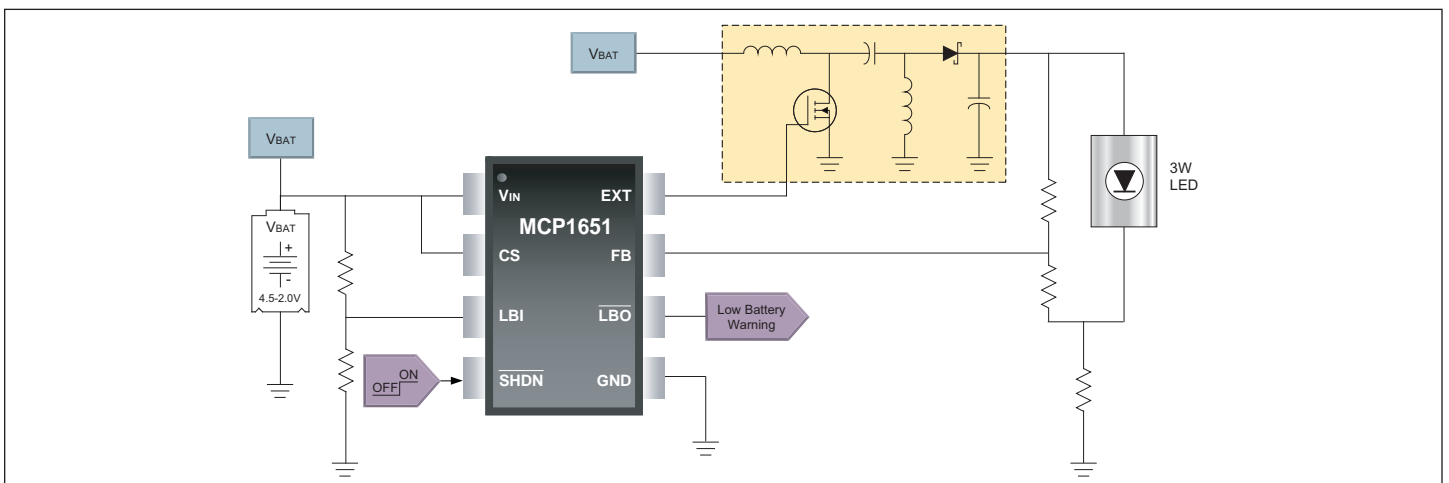 VBAT
VBAT
VBAT
+
-
4.5-2.0V
MCP1651
VIN
EXT
CS
FB
LBI
LBO
SHDN
GND
ON
OFF
Low Battery
Warning
3W
LED